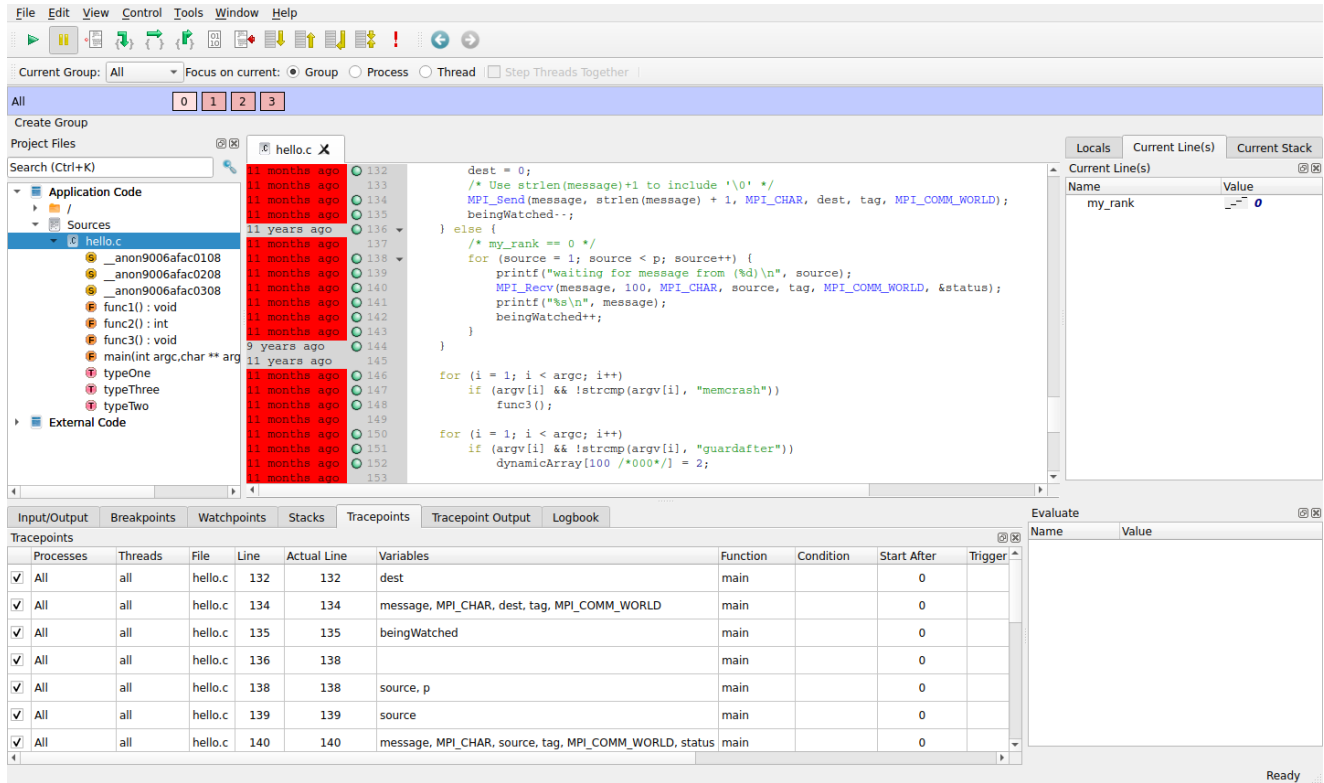 File Edit View Control Tools Window Help
Current Group: All Focus on current: Group Process Thread Step Threads Together
All 0 1 2 3
Create Group
Project Files
Search (Ctrl+K)
Application Code
/
Sources
hello.c
__anon9006afac0108
__anon9006afac0208
__anon9006afac0308
func1() : void
func2() : int
func3() : void
main(int argc,char ** arg
typeOne
typeThree
typeTwo
External Code
hello.c
11 months ago 132 dest = 0;
11 months ago 133 /* Use strlen(message)+1 to include '\0' */
11 months ago 134 MPI_Send(message, strlen(message) + 1, MPI_CHAR, dest, tag, MPI_COMM_WORLD);
11 months ago 135 beingWatched--;
11 years ago 136 } else {
11 months ago 137 /* my_rank == 0 */
11 months ago 138 for (source = 1; source < p; source++) {
11 months ago 139 printf("waiting for message from (%d)\n", source);
11 months ago 140 MPI_Recv(message, 100, MPI_CHAR, source, tag, MPI_COMM_WORLD, &status);
11 months ago 141 printf("%s\n", message);
11 months ago 142 beingWatched++;
11 months ago 143 }
9 years ago 144 }
11 years ago 145
11 months ago 146 for (i = 1; i < argc; i++)
11 months ago 147 if (argv[i] && !strcmp(argv[i], "memcrash"))
11 months ago 148 func3();
11 months ago 149
11 months ago 150 for (i = 1; i < argc; i++)
11 months ago 151 if (argv[i] && !strcmp(argv[i], "guardafter"))
11 months ago 152 dynamicArray[100 /*000*/] = 2;
11 months ago 153
Locals Current Line(s) Current Stack
Current Line(s)
Name Value
my_rank 0
Input/Output Breakpoints Watchpoints Stacks Tracepoints Tracepoint Output Logbook
Tracepoints
Processes Threads File Line Actual Line Variables Function Condition Start After Trigger
All all hello.c 132 132 dest main 0
All all hello.c 134 134 message, MPI_CHAR, dest, tag, MPI_COMM_WORLD main 0
All all hello.c 135 135 beingWatched main 0
All all hello.c 136 138 main 0
All all hello.c 138 138 source, p main 0
All all hello.c 139 139 source main 0
All all hello.c 140 140 message, MPI_CHAR, source, tag, MPI_COMM_WORLD, status main 0
Evaluate
Name Value
Ready